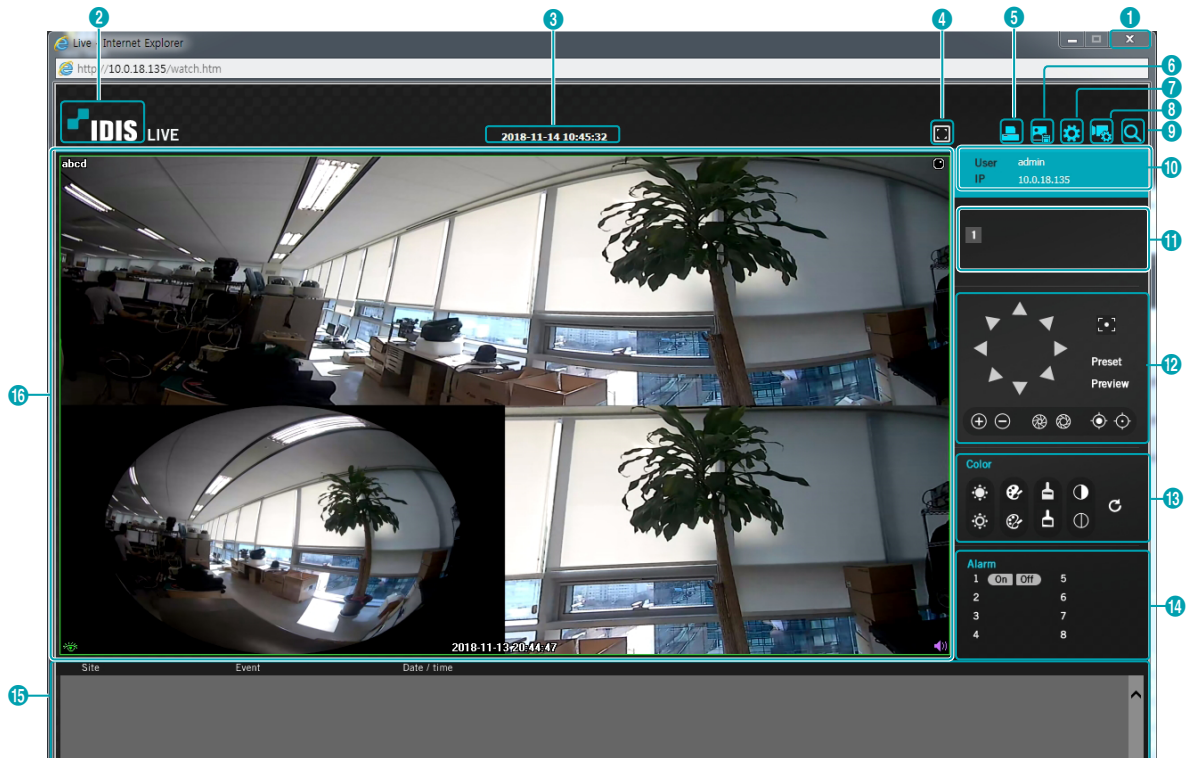 2 3 4 5 1
Live - Internet Explorer X
http://10.0.18.135/watch.htm
6
7
8
9
IDIS LIVE
2018-11-14 10:45:32
abcd
User admin
IP 10.0.18.135
10
1
11
Preset
Preview
12
16
Color
13
Alarm
1 On Off 5
2 6
3 7
4 8
14
2018-11-13 20:44:47
Site Event Date / time
15